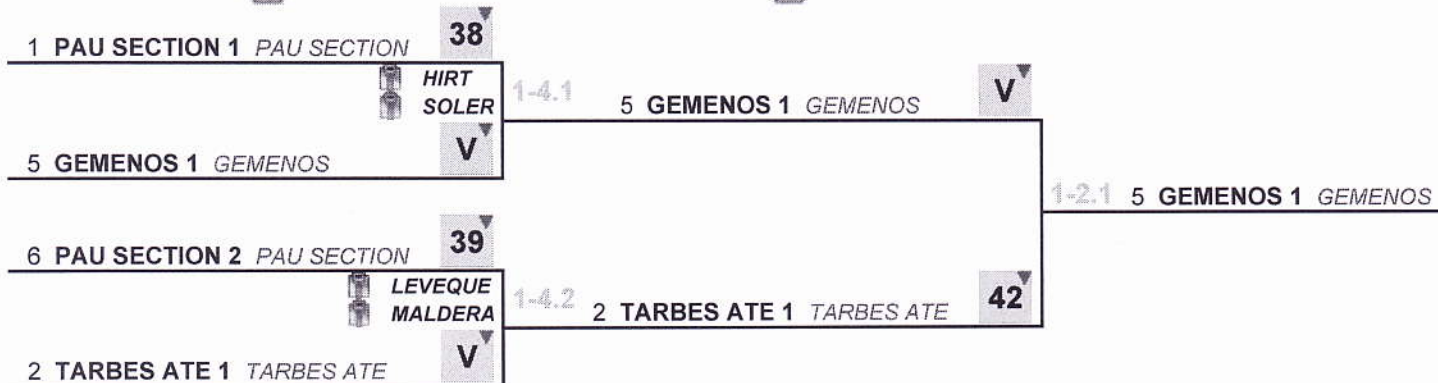 1 PAU SECTION 1 PAU SECTION 38
HIRT
SOLER
1-4.1
5 GEMENOS 1 GEMENOS V
5 GEMENOS 1 GEMENOS V
1-2.1 5 GEMENOS 1 GEMENOS
6 PAU SECTION 2 PAU SECTION 39
LEVEQUE
MALDERA
1-4.2
2 TARBES ATE 1 TARBES ATE 42
2 TARBES ATE 1 TARBES ATE V